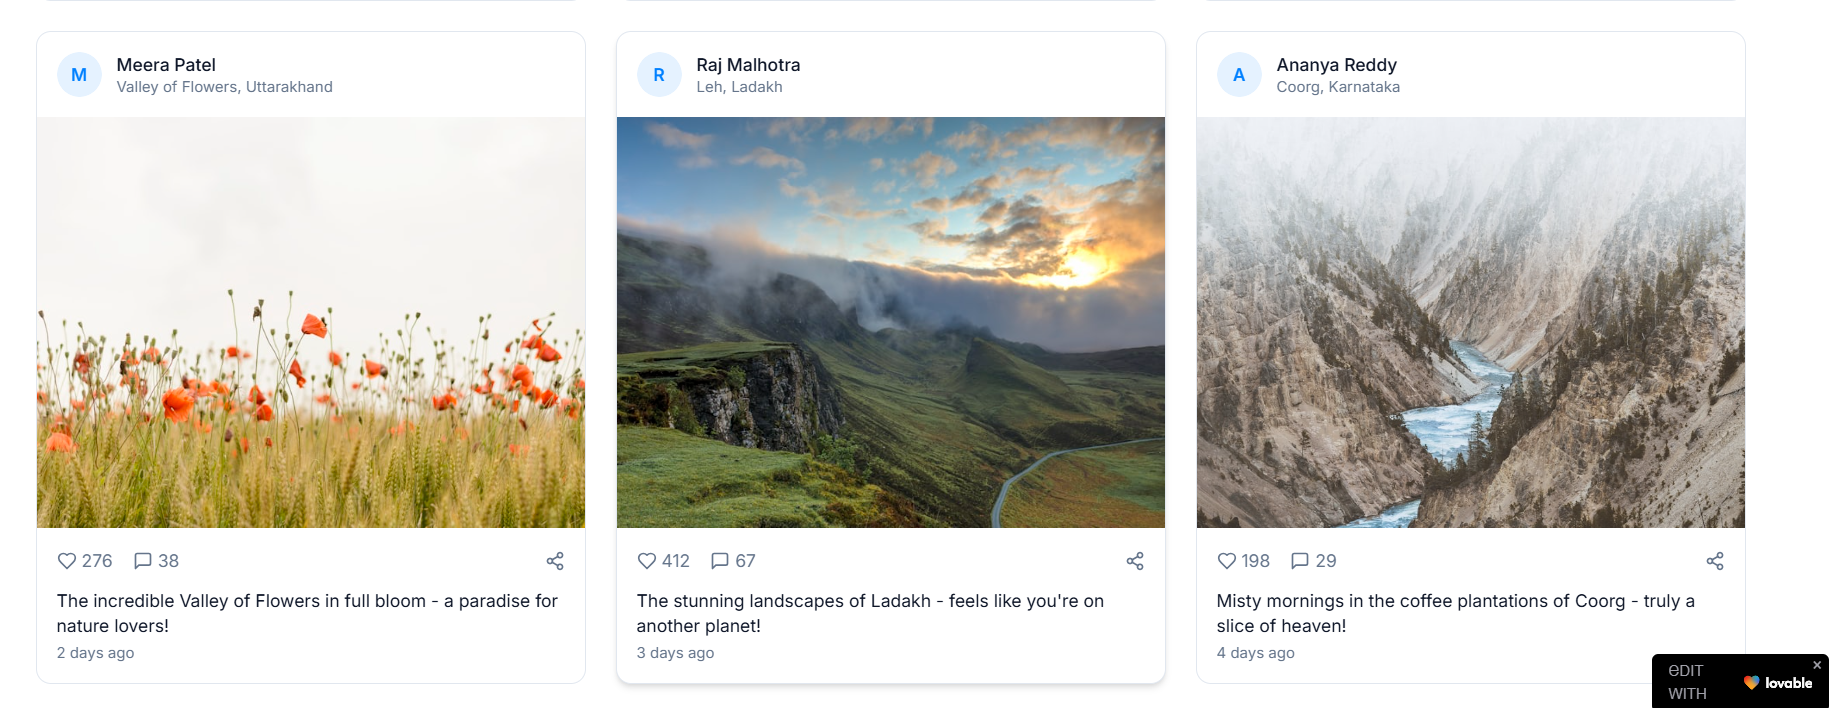 M
Meera Patel
Valley of Flowers, Uttarakhand
276
38
The incredible Valley of Flowers in full bloom - a paradise for
nature lovers!
2 days ago
R
Raj Malhotra
Leh, Ladakh
412
67
The stunning landscapes of Ladakh - feels like you're on
another planet!
3 days ago
A
Ananya Reddy
Coorg, Karnataka
198
29
Misty mornings in the coffee plantations of Coorg - truly a
slice of heaven!
4 days ago
eDIT
WITH
lovable
×